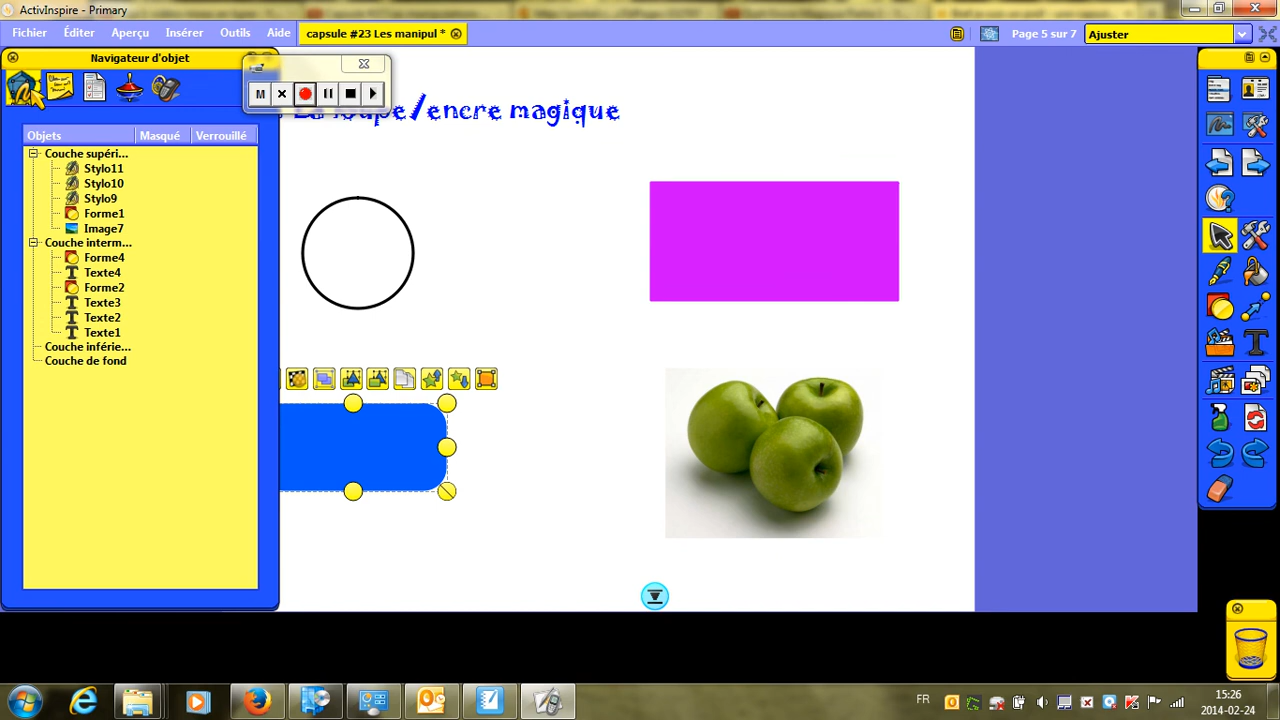 ActivInspire - Primary
Fichier Éditer Aperçu Insérer Outils Aide
capsule #23 Les manipul *
Page 5 sur 7
Ajuster
Navigateur d'objet
M
La loupe/encre magique
Objets Masqué Verrouillé
Couche supéri...
Stylo11
Stylo10
Stylo9
Forme1
Image7
Couche interm...
Forme4
Texte4
Forme2
Texte3
Texte2
Texte1
Couche inférie...
Couche de fond
FR
15:26
2014-02-24